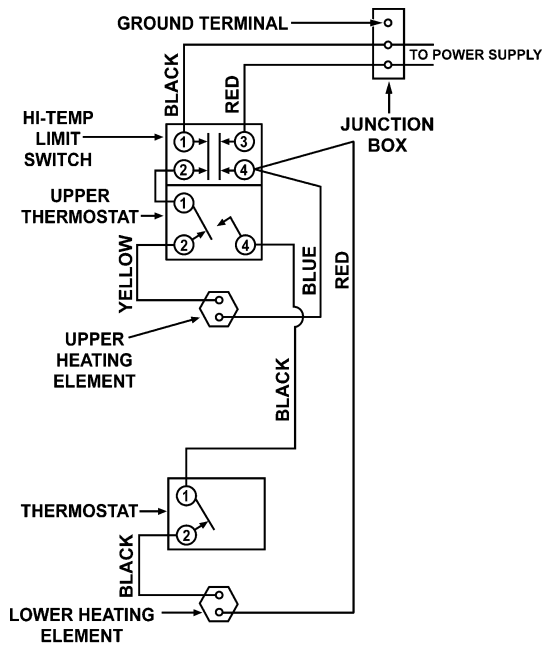 GROUND TERMINAL
TO POWER SUPPLY
JUNCTION
BOX
BLACK
RED
HI-TEMP
LIMIT
SWITCH
1
3
2
4
UPPER
THERMOSTAT
1
2
4
YELLOW
BLUE
RED
UPPER
HEATING
ELEMENT
BLACK
THERMOSTAT
1
2
BLACK
LOWER HEATING
ELEMENT